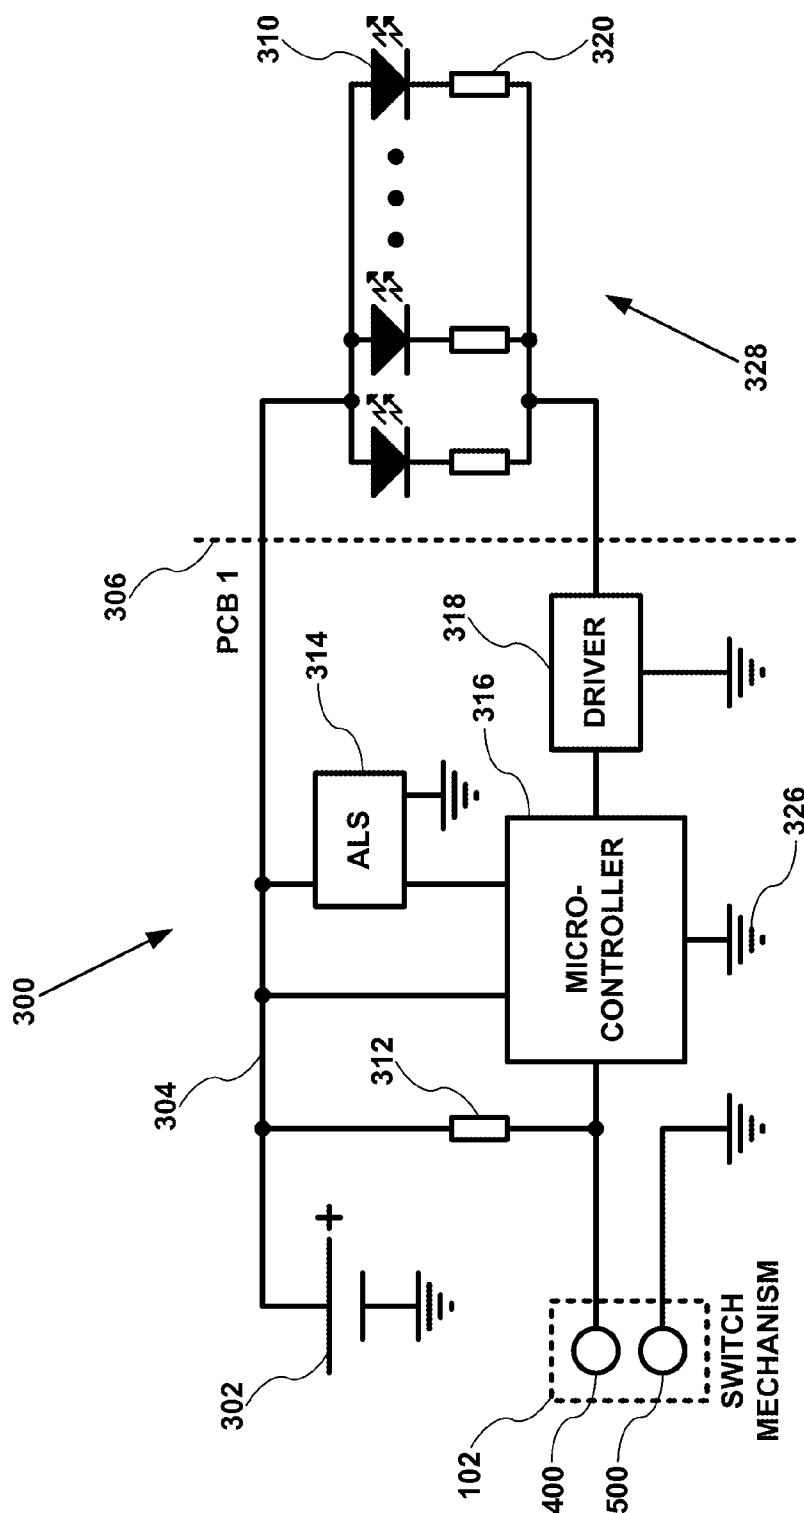 300
304
302
+
312
314
ALS
316
MICRO-
CONTROLLER
326
318
DRIVER
306
PCB 1
310
320
328
102
400
500
SWITCH
MECHANISM